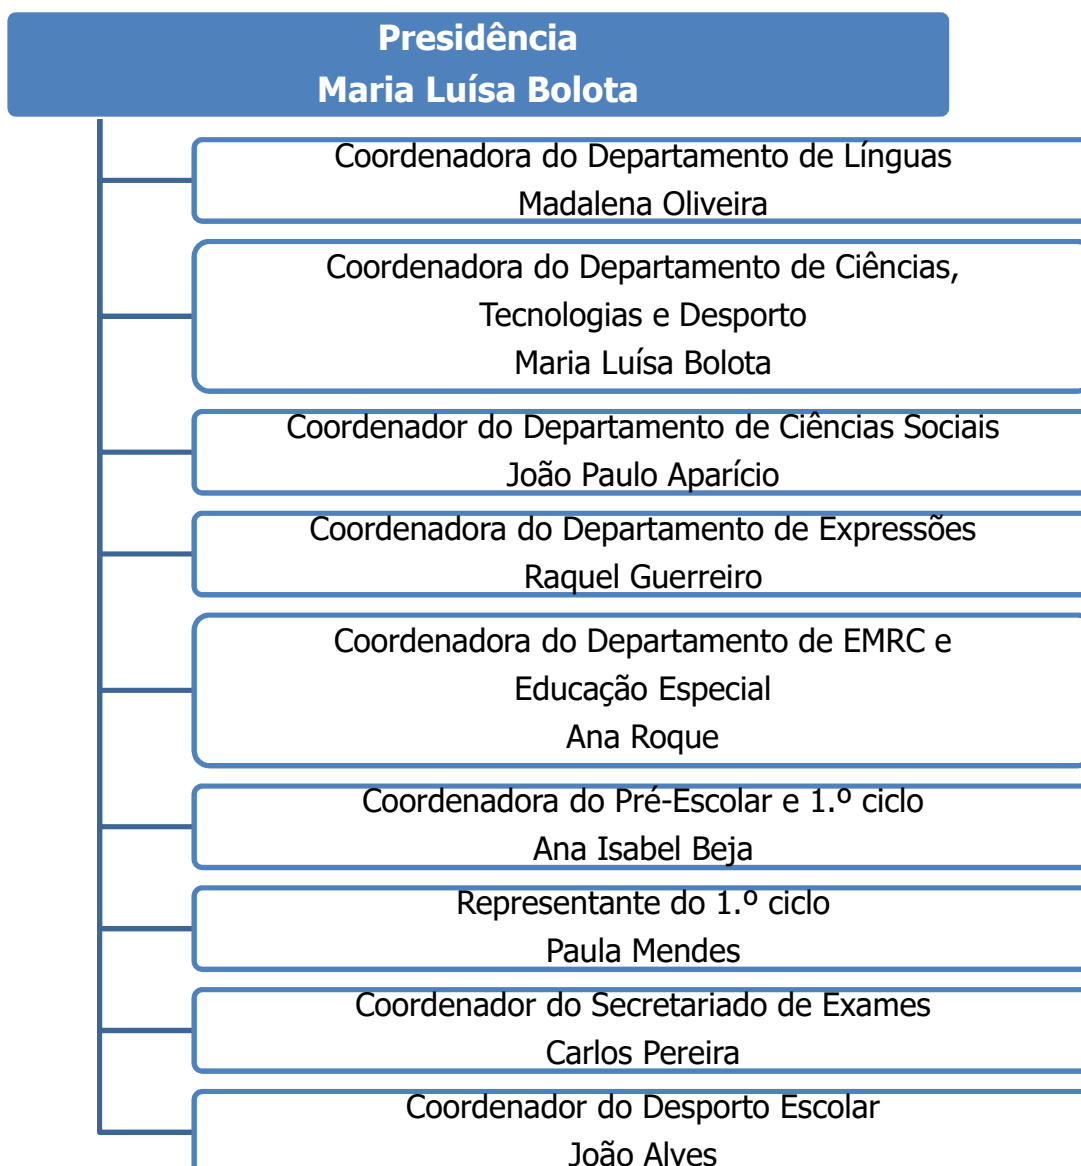 Presidência
Maria Luísa Bolota
Coordenadora do Departamento de Línguas
Madalena Oliveira
Coordenadora do Departamento de Ciências,
Tecnologias e Desporto
Maria Luísa Bolota
Coordenador do Departamento de Ciências Sociais
João Paulo Aparício
Coordenadora do Departamento de Expressões
Raquel Guerreiro
Coordenadora do Departamento de EMRC e
Educação Especial
Ana Roque
Coordenadora do Pré-Escolar e 1.º ciclo
Ana Isabel Beja
Representante do 1.º ciclo
Paula Mendes
Coordenador do Secretariado de Exames
Carlos Pereira
Coordenador do Desporto Escolar
João Alves